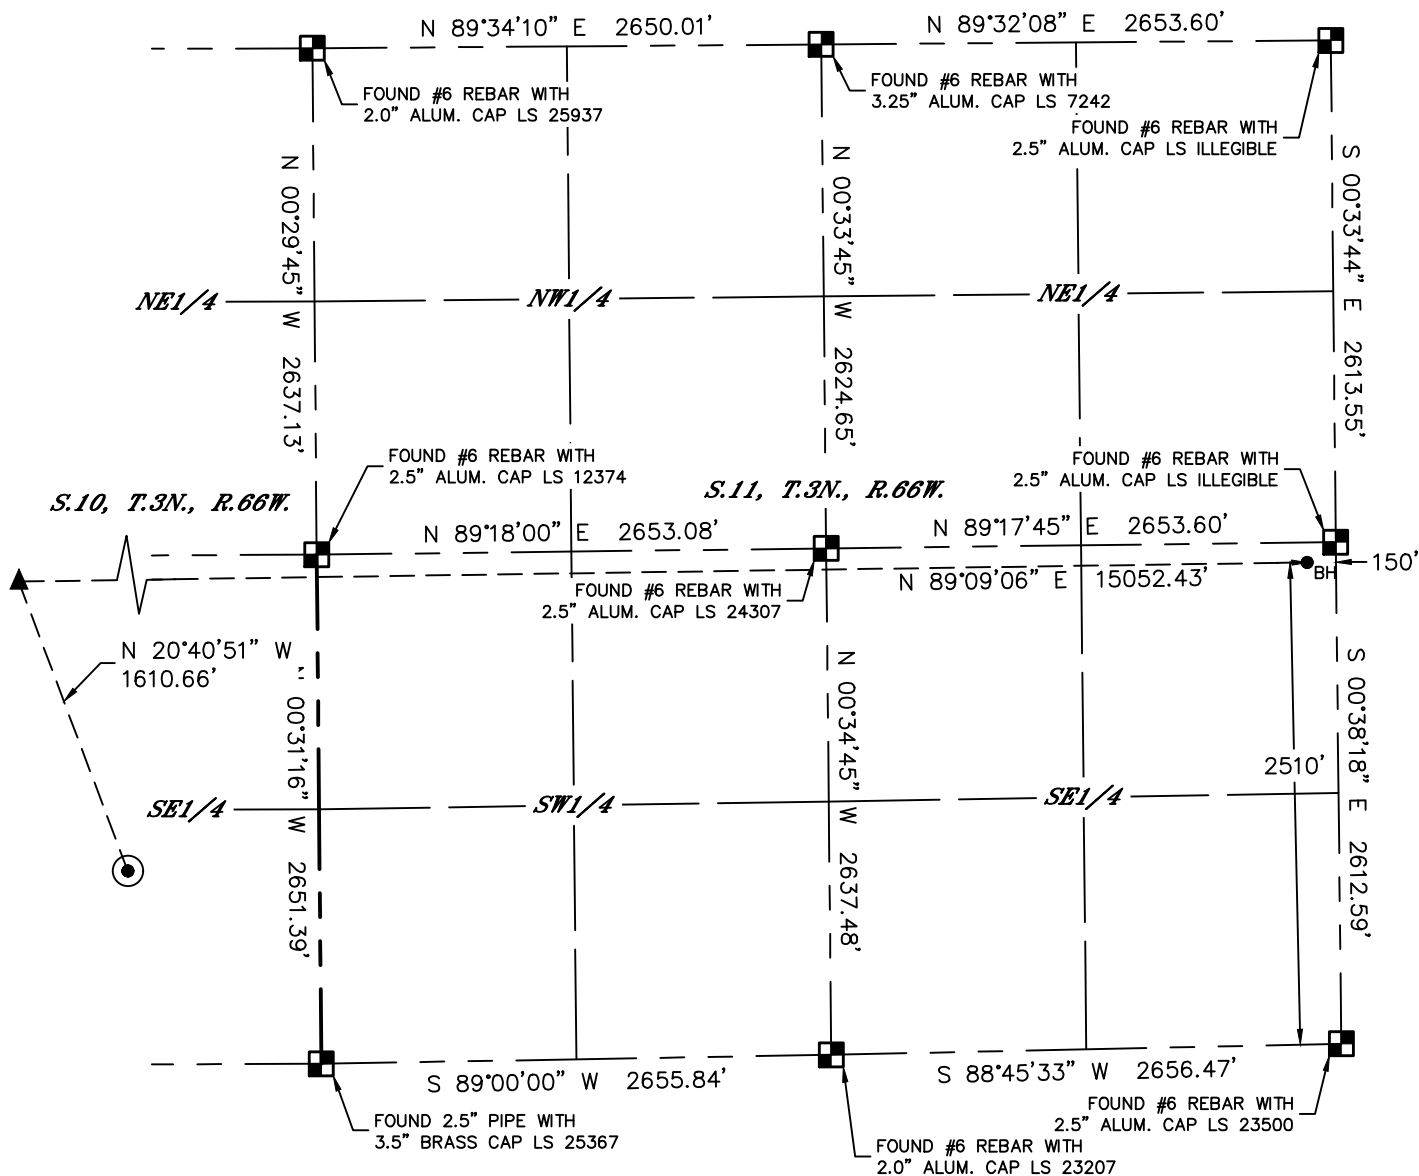 N 89°34'10" E 2650.01'
N 89°32'08" E 2653.60'
FOUND #6 REBAR WITH
2.0" ALUM. CAP LS 25937
FOUND #6 REBAR WITH
3.25" ALUM. CAP LS 7242
FOUND #6 REBAR WITH
2.5" ALUM. CAP LS ILLEGIBLE
N 00°29'45" W 2637.13'
N 00°33'45" W 2624.65'
S 00°33'44" E 2613.55'
NE1/4
NW1/4
NE1/4
FOUND #6 REBAR WITH
2.5" ALUM. CAP LS 12374
FOUND #6 REBAR WITH
2.5" ALUM. CAP LS ILLEGIBLE
S.10, T.3N., R.66W.
S.11, T.3N., R.66W.
N 89°18'00" E 2653.08'
N 89°17'45" E 2653.60'
BH
150'
N 89°09'06" E 15052.43'
FOUND #6 REBAR WITH
2.5" ALUM. CAP LS 24307
N 20°40'51" W
1610.66'
N 00°31'16" W 2651.39'
N 00°34'45" W 2637.48'
S 00°38'18" E 2612.59'
2510'
SE1/4
SW1/4
SE1/4
S 89°00'00" W 2655.84'
S 88°45'33" W 2656.47'
FOUND 2.5" PIPE WITH
3.5" BRASS CAP LS 25367
FOUND #6 REBAR WITH
2.0" ALUM. CAP LS 23207
FOUND #6 REBAR WITH
2.5" ALUM. CAP LS 23500